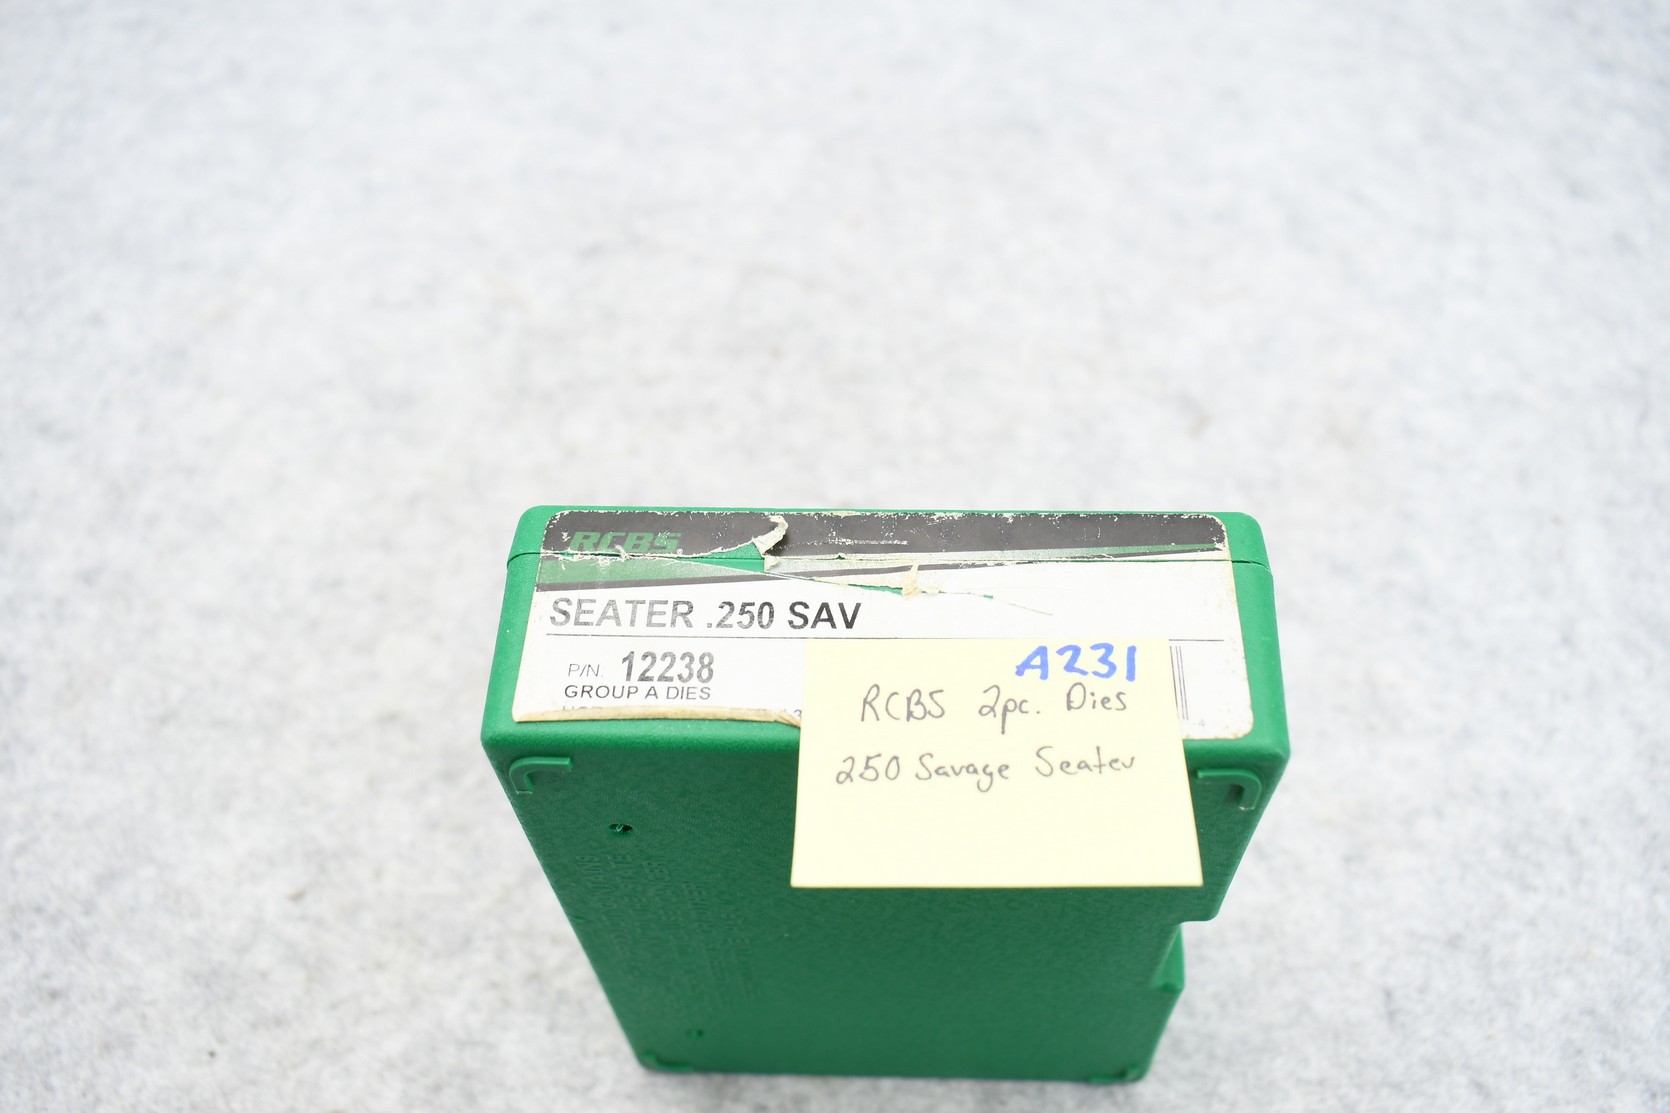 RCBS
SEATER .250 SAV
P/N. 12238
GROUP A DIES
A231
RCBS 2pc. Dies
250 Savage Seater